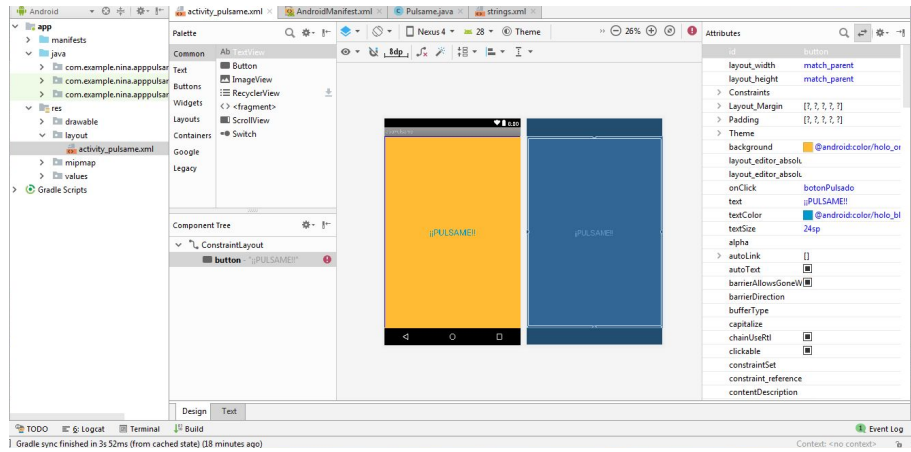 Android
activity_pulsame.xml
AndroidManifest.xml
Pulsame.java
strings.xml
app
manifests
java
com.example.nina.apppulsar
com.example.nina.apppulsar
com.example.nina.apppulsar
res
drawable
layout
activity_pulsame.xml
mipmap
values
Gradle Scripts
Palette
Common
Text
Buttons
Widgets
Layouts
Containers
Google
Legacy
Ab TextView
Button
ImageView
RecyclerView
<> <fragment>
ScrollView
Switch
Component Tree
ConstraintLayout
button - "¡¡PULSAME!!"
Nexus 4
28
Theme
26%
8dp
8:00
¡¡PULSAME!!
¡PULSAME!!
Attributes
id button
layout_width match_parent
layout_height match_parent
Constraints
Layout_Margin [?, ?, ?, ?, ?]
Padding [?, ?, ?, ?, ?]
Theme
background @android:color/holo_or
layout_editor_absolu
layout_editor_absolu
onClick botonPulsado
text ¡¡PULSAME!!
textColor @android:color/holo_bl
textSize 24sp
alpha
autoLink []
autoText
barrierAllowsGoneW
barrierDirection
bufferType
capitalize
chainUseRtl
clickable
constraintSet
constraint_reference
contentDescription
Design Text
TODO 6: Logcat Terminal Build
1 Event Log
Gradle sync finished in 3s 52ms (from cached state) (18 minutes ago)
Context: <no context>